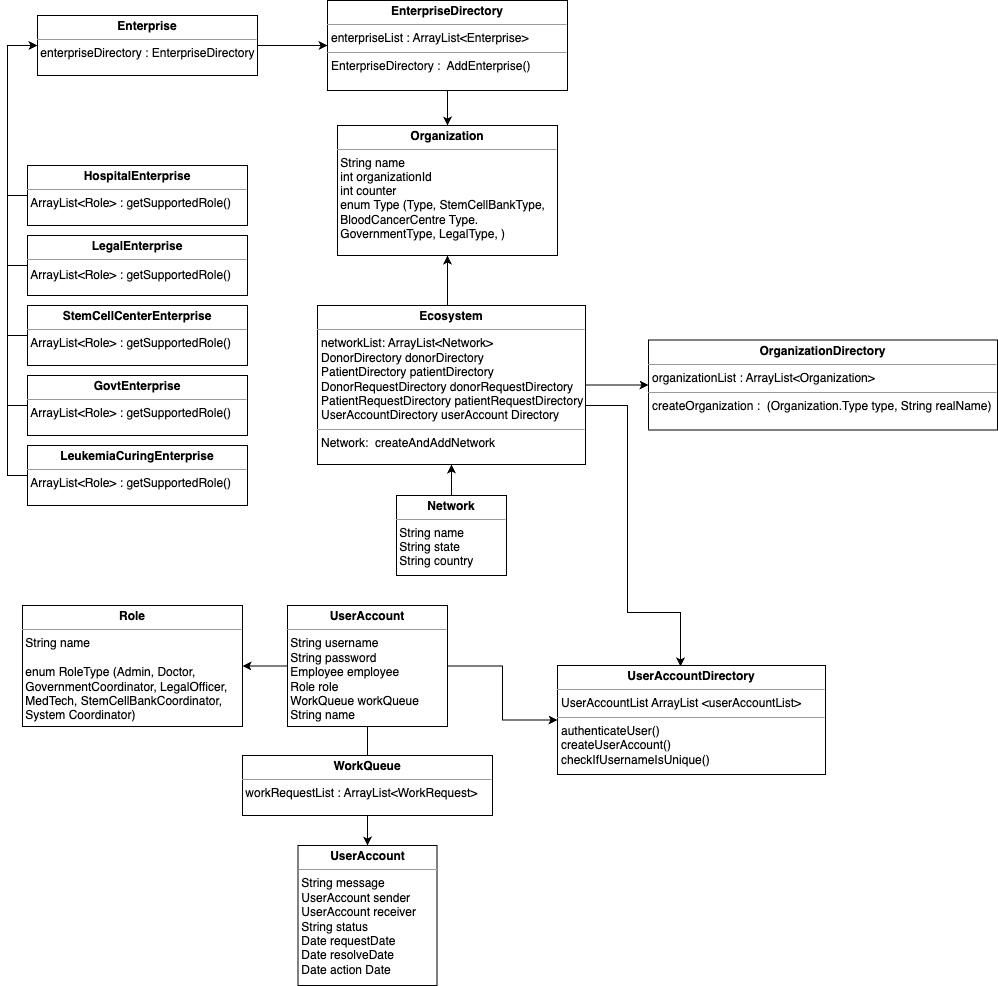 Enterprise
enterpriseDirectory : EnterpriseDirectory
EnterpriseDirectory
enterpriseList : ArrayList<Enterprise>
EnterpriseDirectory :  AddEnterprise()
Organization
String name
int organizationId
int counter
enum Type (Type, StemCellBankType,
BloodCancerCentre Type.
GovernmentType, LegalType, )
HospitalEnterprise
ArrayList<Role> : getSupportedRole()
LegalEnterprise
ArrayList<Role> : getSupportedRole()
StemCellCenterEnterprise
ArrayList<Role> : getSupportedRole()
GovtEnterprise
ArrayList<Role> : getSupportedRole()
LeukemiaCuringEnterprise
ArrayList<Role> : getSupportedRole()
Ecosystem
networkList: ArrayList<Network>
DonorDirectory donorDirectory
PatientDirectory patientDirectory
DonorRequestDirectory donorRequestDirectory
PatientRequestDirectory patientRequestDirectory
UserAccountDirectory userAccount Directory
Network:  createAndAddNetwork
OrganizationDirectory
organizationList : ArrayList<Organization>
createOrganization :  (Organization.Type type, String realName)
Network
String name
String state
String country
Role
String name
enum RoleType (Admin, Doctor,
GovernmentCoordinator, LegalOfficer,
MedTech, StemCellBankCoordinator,
System Coordinator)
UserAccount
String username
String password
Employee employee
Role role
WorkQueue workQueue
String name
UserAccountDirectory
UserAccountList ArrayList <userAccountList>
authenticateUser()
createUserAccount()
checkIfUsernameIsUnique()
WorkQueue
workRequestList : ArrayList<WorkRequest>
UserAccount
String message
UserAccount sender
UserAccount receiver
String status
Date requestDate
Date resolveDate
Date action Date